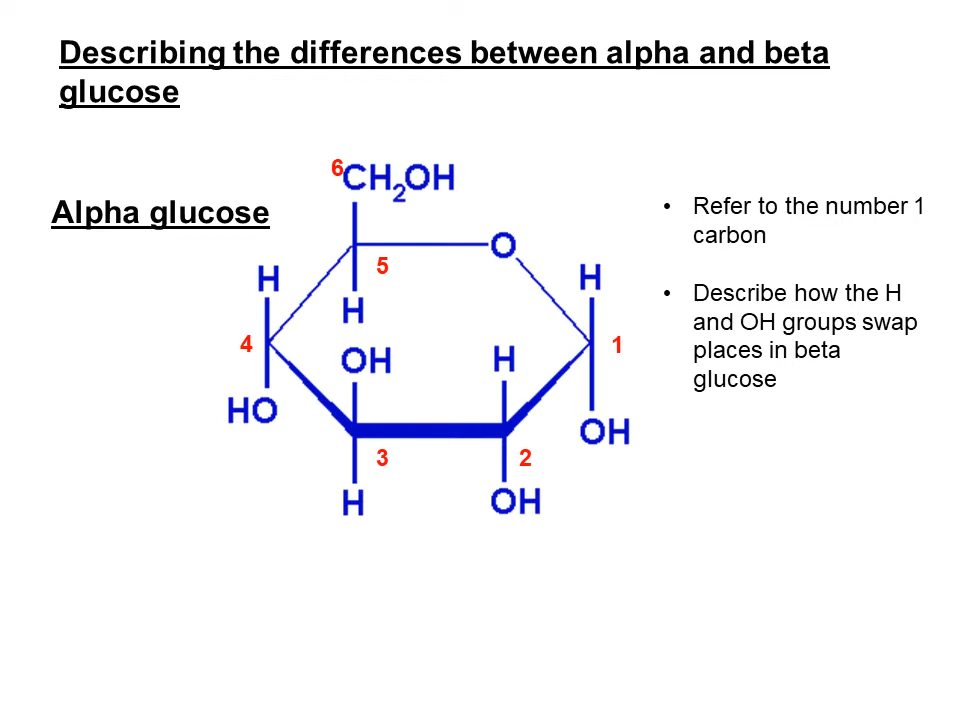 Describing the differences between alpha and beta
glucose
Alpha glucose
6
CH2OH
5
O
H
H
H
4
1
OH
H
HO
OH
3
2
H
OH
• Refer to the number 1
carbon
• Describe how the H
and OH groups swap
places in beta
glucose